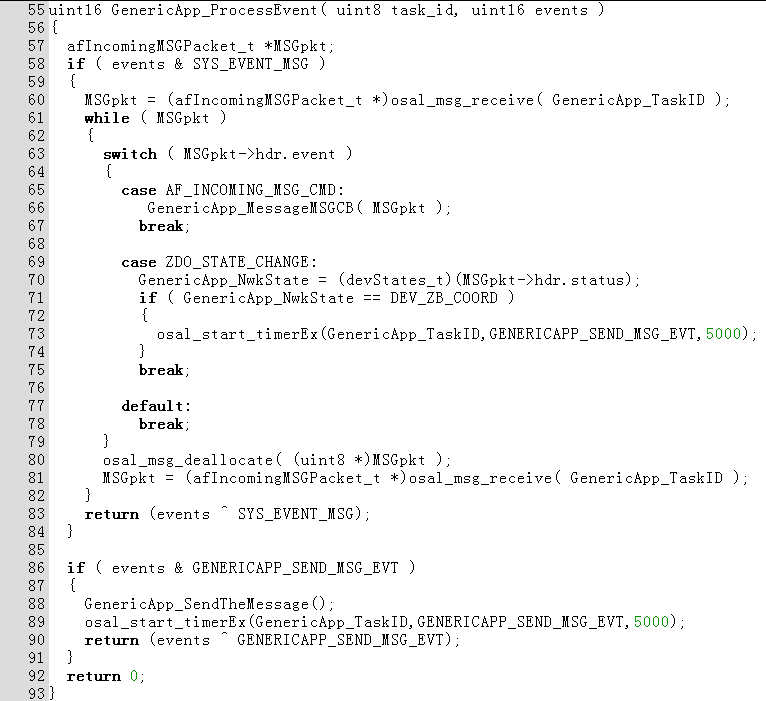 55 uint16 GenericApp_ProcessEvent( uint8 task_id, uint16 events )
56 {
57   afIncomingMSGPacket_t *MSGpkt;
58   if ( events & SYS_EVENT_MSG )
59   {
60     MSGpkt = (afIncomingMSGPacket_t *)osal_msg_receive( GenericApp_TaskID );
61     while ( MSGpkt )
62     {
63       switch ( MSGpkt->hdr.event )
64       {
65         case AF_INCOMING_MSG_CMD:
66            GenericApp_MessageMSGCB( MSGpkt );
67           break;
68
69         case ZDO_STATE_CHANGE:
70           GenericApp_NwkState = (devStates_t)(MSGpkt->hdr.status);
71           if ( GenericApp_NwkState == DEV_ZB_COORD )
72           {
73             osal_start_timerEx(GenericApp_TaskID,GENERICAPP_SEND_MSG_EVT,5000);
74           }
75           break;
76
77         default:
78           break;
79       }
80       osal_msg_deallocate( (uint8 *)MSGpkt );
81       MSGpkt = (afIncomingMSGPacket_t *)osal_msg_receive( GenericApp_TaskID );
82     }
83     return (events ^ SYS_EVENT_MSG);
84   }
85
86   if ( events & GENERICAPP_SEND_MSG_EVT )
87   {
88     GenericApp_SendTheMessage();
89     osal_start_timerEx(GenericApp_TaskID,GENERICAPP_SEND_MSG_EVT,5000);
90     return (events ^ GENERICAPP_SEND_MSG_EVT);
91   }
92   return 0;
93 }